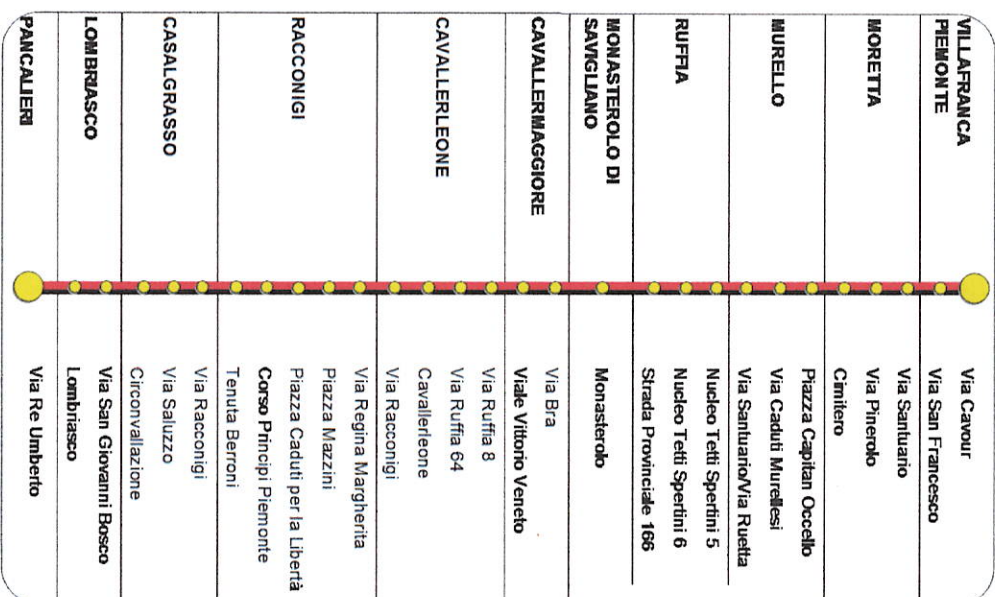 VILLAFRANCA
PIEMONTE
Via Cavour
Via San Francesco
MORETTA
Via Santuario
Via Pinerolo
Cimitero
MURELLO
Piazza Capitan Occello
Via Caduti Murellesi
Via Santuario/Via Ruetta
RUFFIA
Nucleo Tetti Spertini 5
Nucleo Tetti Spertini 6
Strada Provinciale 166
MONASTEROLO DI
SAVIGLIANO
Monasterolo
CAVALLERMAGGIORE
Via Bra
Viale Vittorio Veneto
CAVALLERLEONE
Via Ruffia 8
Via Ruffia 64
Cavallerleone
Via Racconigi
RACCONIGI
Via Regina Margherita
Piazza Mazzini
Piazza Caduti per la Libertà
Corso Principi Piemonte
Tenuta Berroni
CASALGRASSO
Via Racconigi
Via Saluzzo
Circonvallazione
LOMBRIASCO
Via San Giovanni Bosco
Lombriasco
PANCALIERI
Via Re Umberto